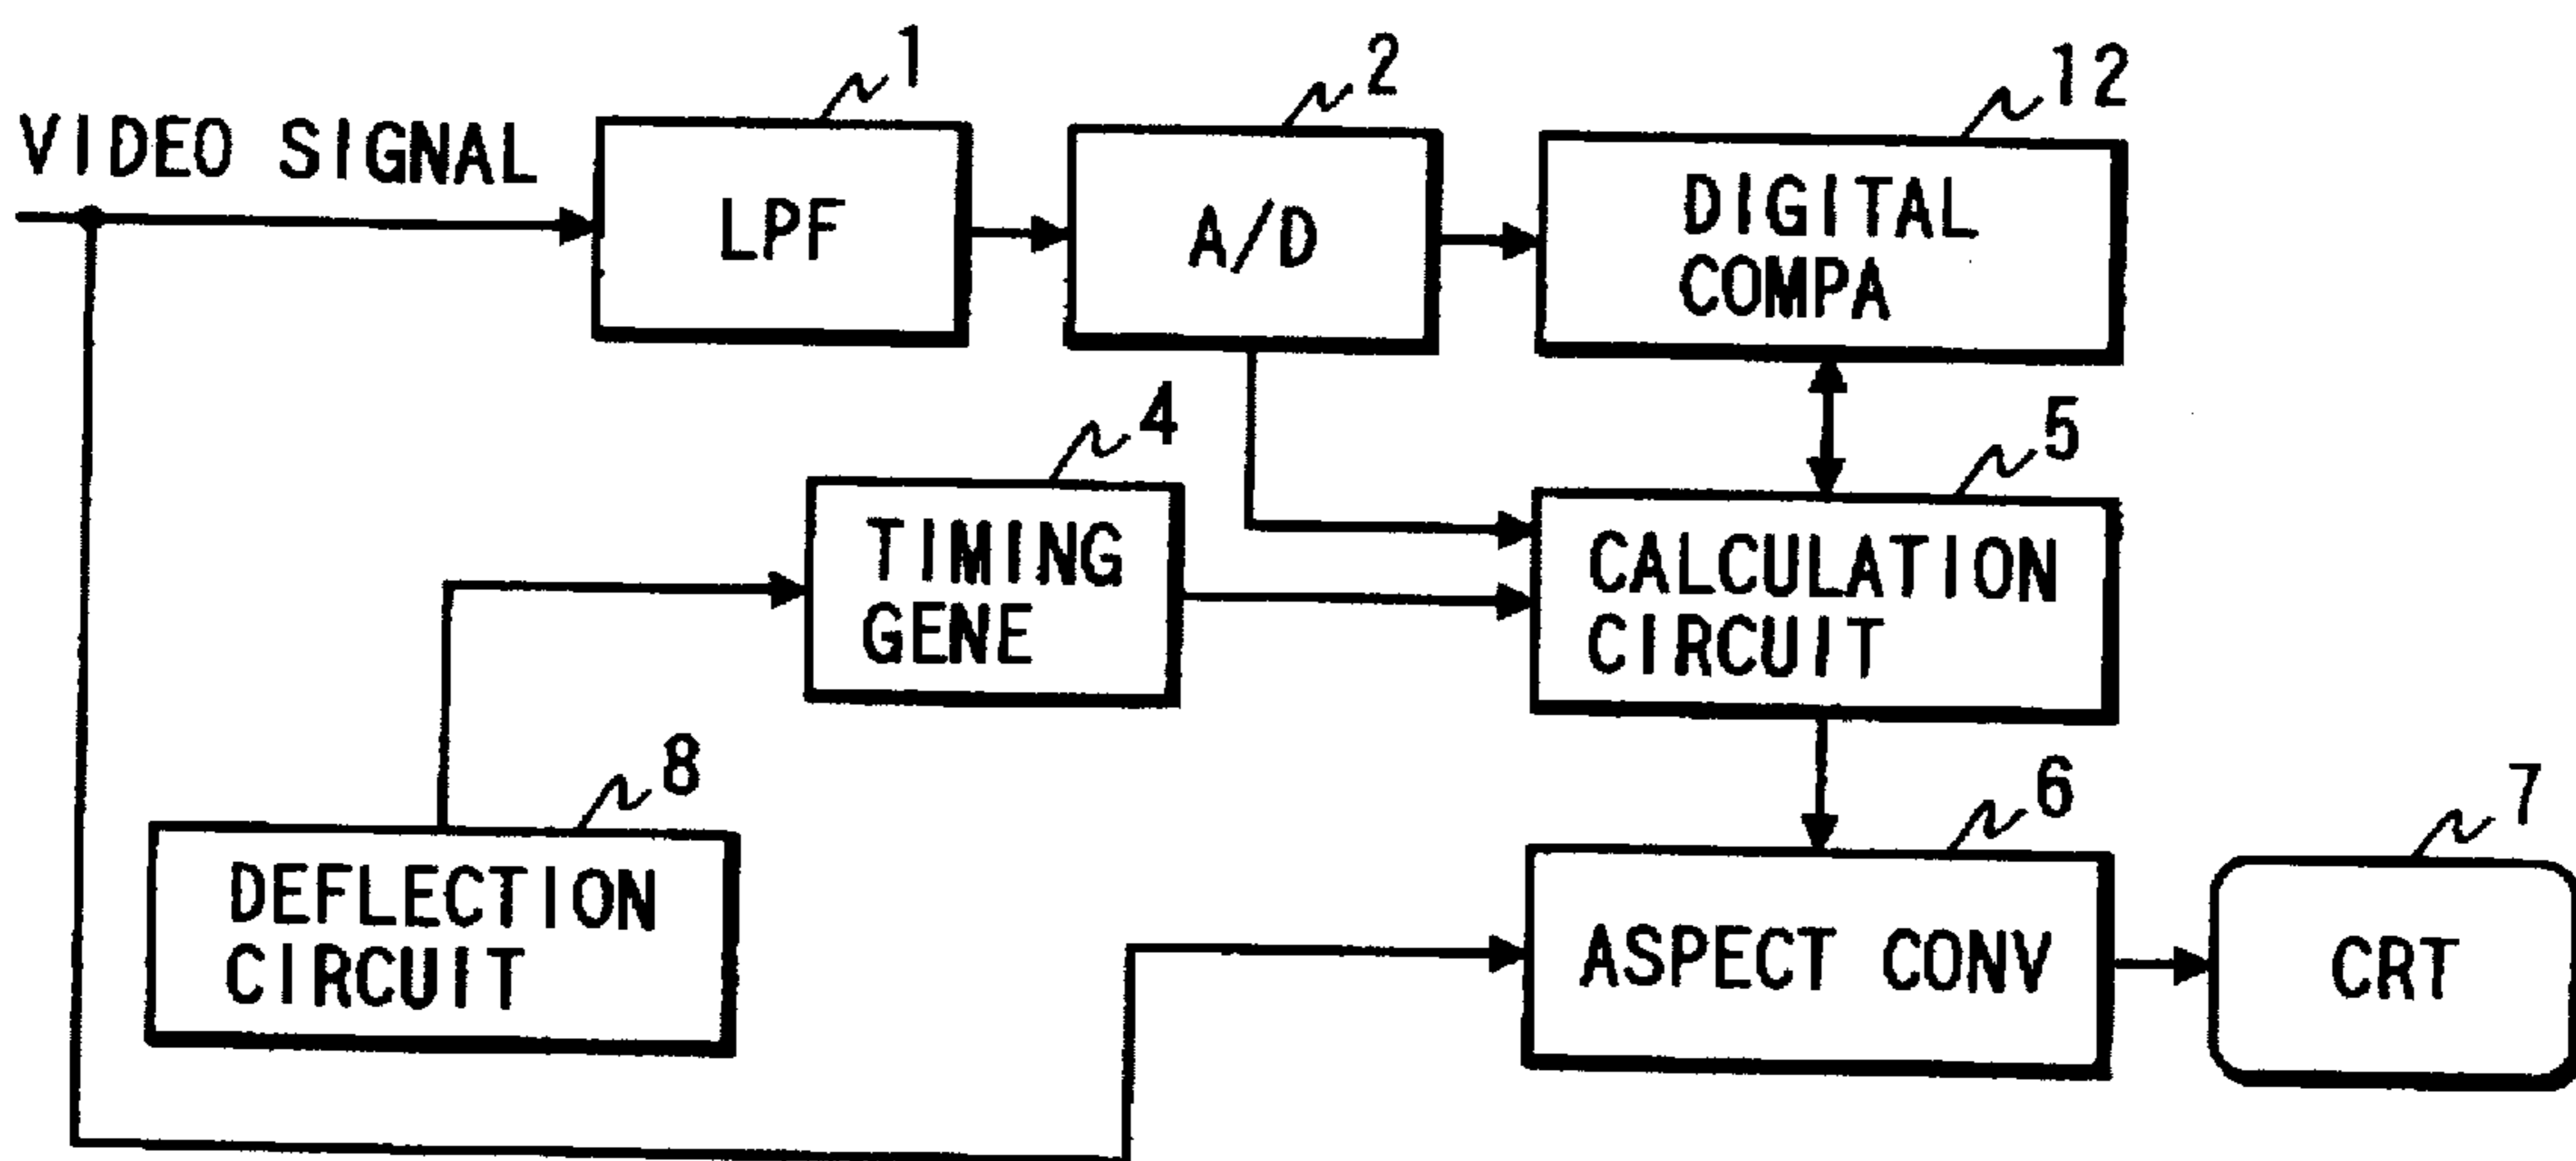 1
2
12
VIDEO SIGNAL
LPF
A/D
DIGITAL
COMPA
4
5
TIMING
GENE
CALCULATION
CIRCUIT
8
6
7
DEFLECTION
CIRCUIT
ASPECT CONV
CRT